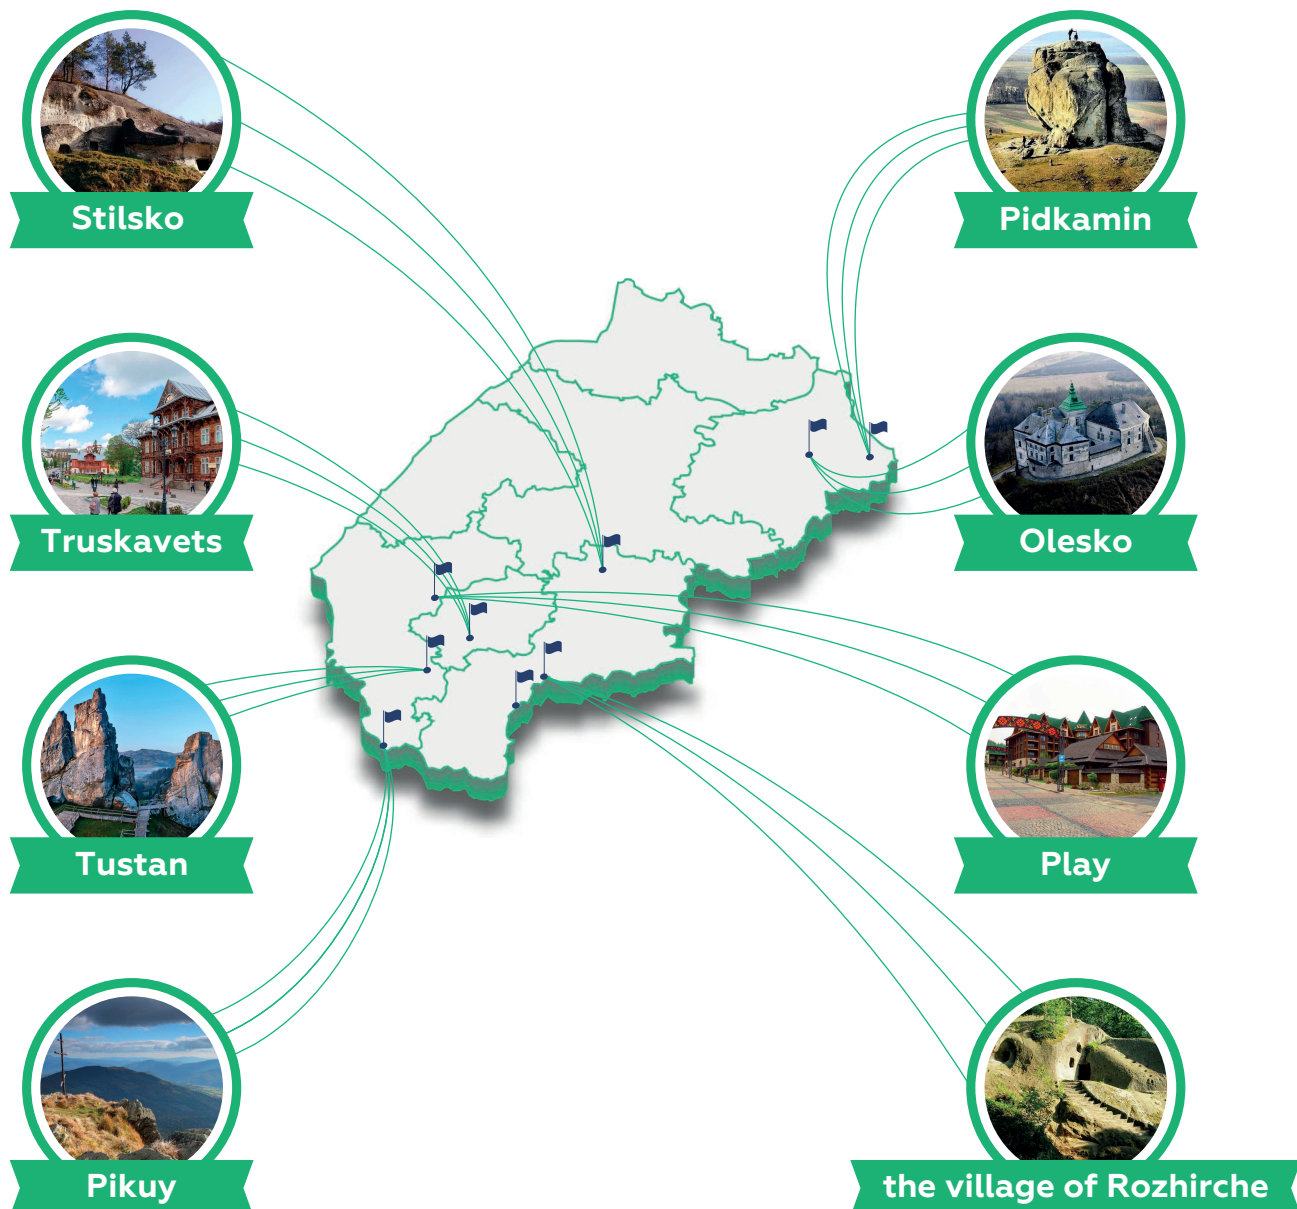 Stilsko
Pidkamin
Truskavets
Olesko
Tustan
Play
Pikuy
the village of Rozhirche